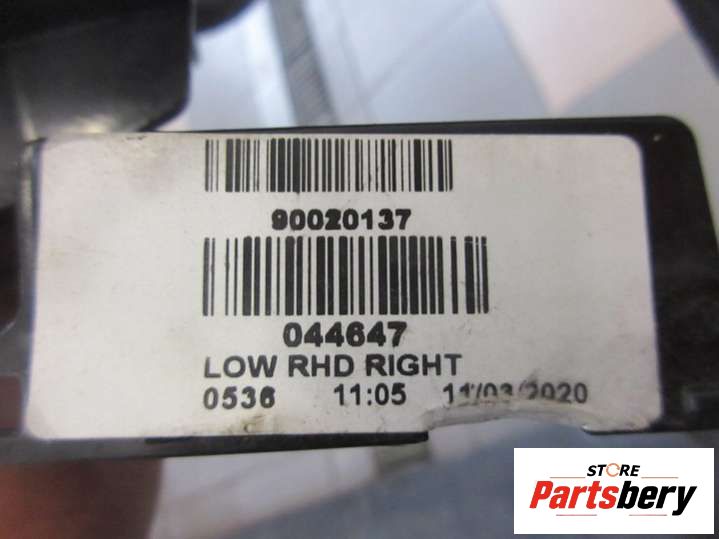 90020137
044647
LOW RHD RIGHT
0536 11:05 11/03/2020
STORE
Partsbery